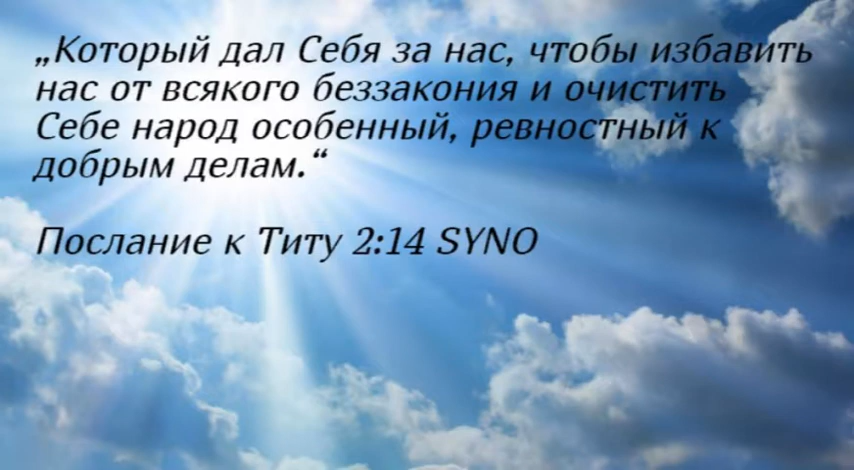 „Который дал Себя за нас, чтобы избавить
нас от всякого беззакония и очистить
Себе народ особенный, ревностный к
добрым делам.“
Послание к Титу 2:14 SYNO